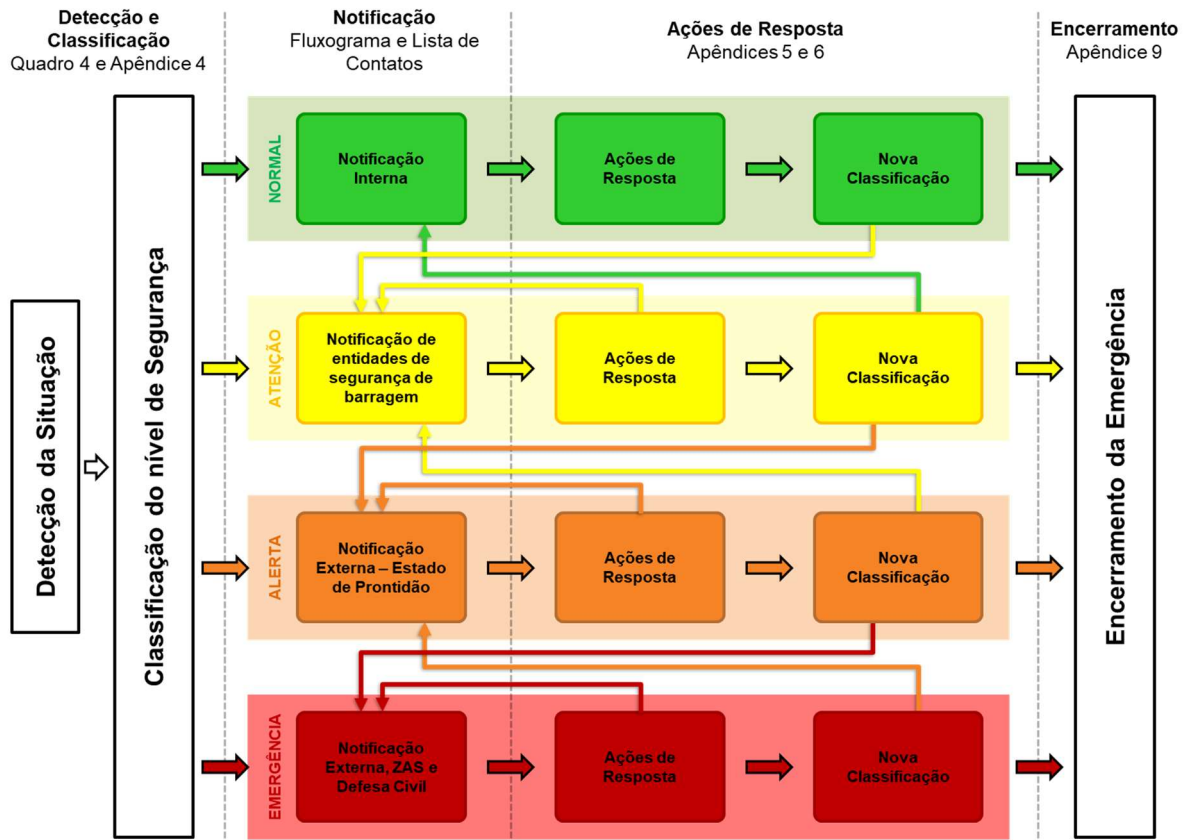 Detecção e
Classificação
Quadro 4 e Apêndice 4
Notificação
Fluxograma e Lista de
Contatos
Ações de Resposta
Apêndices 5 e 6
Encerramento
Apêndice 9
Detecção da Situação
Classificação do nível de Segurança
NORMAL
Notificação
Interna
Ações de
Resposta
Nova
Classificação
ATENÇÃO
Notificação de
entidades de
segurança de
barragem
Ações de
Resposta
Nova
Classificação
ALERTA
Notificação
Externa – Estado
de Prontidão
Ações de
Resposta
Nova
Classificação
EMERGÊNCIA
Notificação
Externa, ZAS e
Defesa Civil
Ações de
Resposta
Nova
Classificação
Encerramento da Emergência